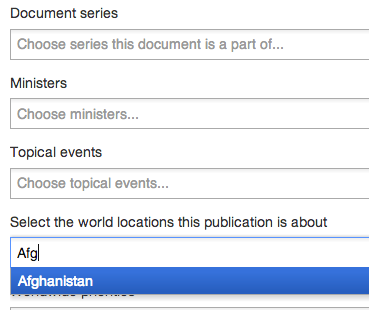 Document series
Choose series this document is a part of...
Ministers
Choose ministers...
Topical events
Choose topical events...
Select the world locations this publication is about
Afg
Afghanistan